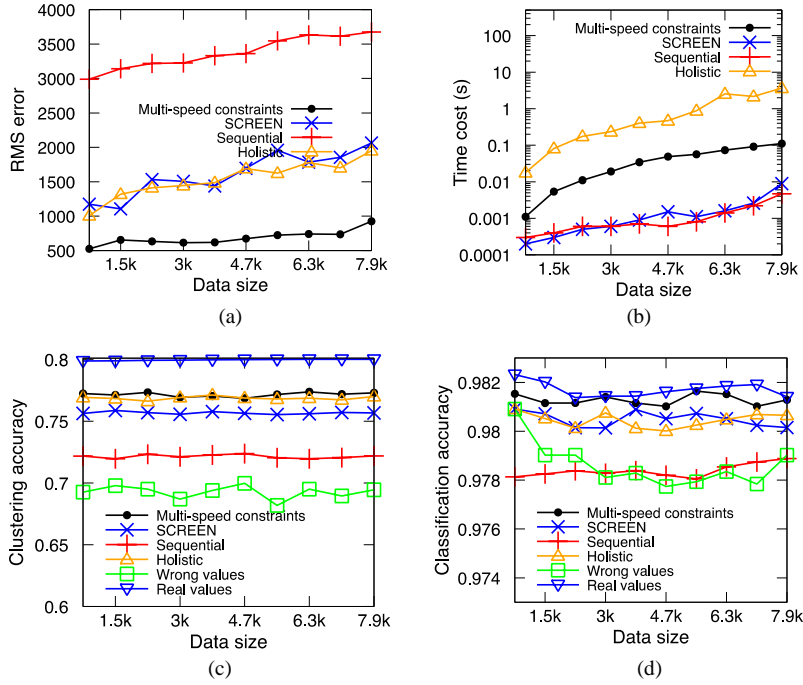 4000
3500
3000
2500
2000
1500
1000
500
RMS error
Multi-speed constraints
SCREEN
Sequential
Holistic
1.5k 3k 4.7k 6.3k 7.9k
Data size
(a)
100
10
1
0.1
0.01
0.001
0.0001
Time cost (s)
Multi-speed constraints
SCREEN
Sequential
Holistic
1.5k 3k 4.7k 6.3k 7.9k
Data size
(b)
0.8
0.75
0.7
0.65
0.6
Clustering accuracy
Multi-speed constraints
SCREEN
Sequential
Holistic
Wrong values
Real values
1.5k 3k 4.7k 6.3k 7.9k
Data size
(c)
0.982
0.98
0.978
0.976
0.974
Classification accuracy
Multi-speed constraints
SCREEN
Sequential
Holistic
Wrong values
Real values
1.5k 3k 4.7k 6.3k 7.9k
Data size
(d)